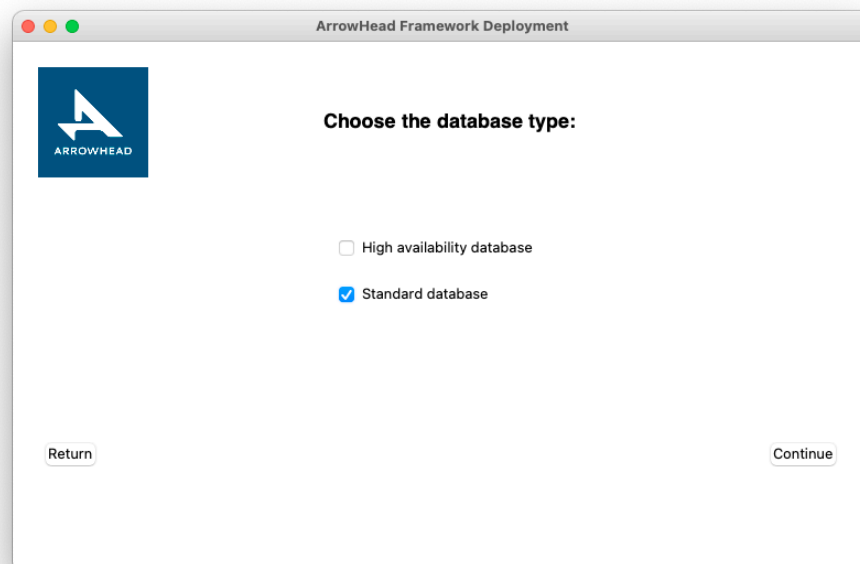 ArrowHead Framework Deployment
ARROWHEAD
Choose the database type:
High availability database
Standard database
Return
Continue